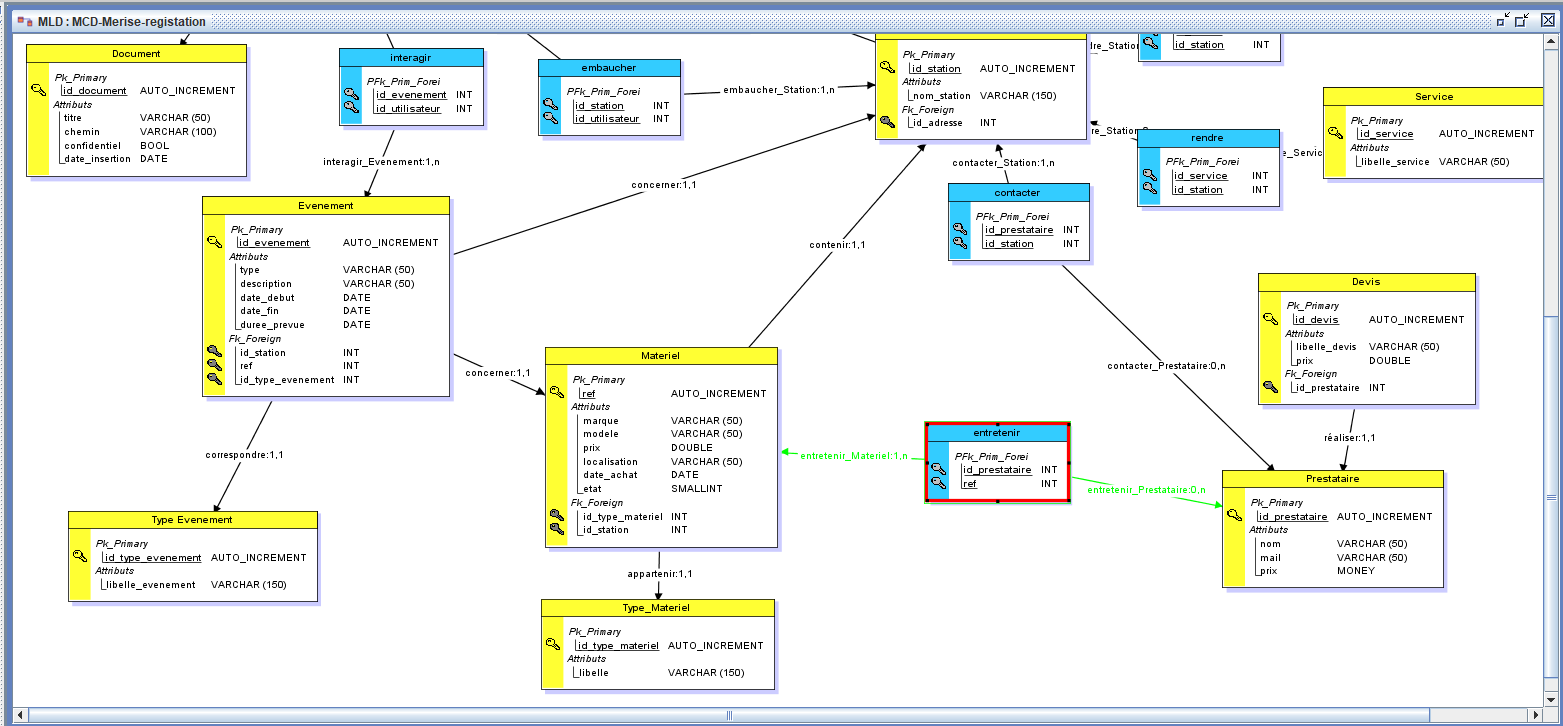 MLD : MCD-Merise-registation
Document
Pk_Primary
id_document AUTO_INCREMENT
Attributs
titre VARCHAR (50)
chemin VARCHAR (100)
confidentiel BOOL
date_insertion DATE
interagir
PFk_Prim_Forei
id_evenement INT
id_utilisateur INT
interagir_Evenement:1,n
embaucher
PFk_Prim_Forei
id_station INT
id_utilisateur INT
embaucher_Station:1,n
Pk_Primary
id_station AUTO_INCREMENT
Attributs
nom_station VARCHAR (150)
Fk_Foreign
id_adresse INT
id_station INT
Service
Pk_Primary
id_service AUTO_INCREMENT
Attributs
libelle_service VARCHAR (50)
rendre
PFk_Prim_Forei
id_service INT
id_station INT
contacter_Station:1,n
contacter
PFk_Prim_Forei
id_prestataire INT
id_station INT
concerner:1,1
contenir:1,1
Evenement
Pk_Primary
id_evenement AUTO_INCREMENT
Attributs
type VARCHAR (50)
description VARCHAR (50)
date_debut DATE
date_fin DATE
duree_prevue DATE
Fk_Foreign
id_station INT
ref INT
id_type_evenement INT
concerner:1,1
correspondre:1,1
Materiel
Pk_Primary
ref AUTO_INCREMENT
Attributs
marque VARCHAR (50)
modele VARCHAR (50)
prix DOUBLE
localisation VARCHAR (50)
date_achat DATE
etat SMALLINT
Fk_Foreign
id_type_materiel INT
id_station INT
contacter_Prestataire:0,n
Devis
Pk_Primary
id_devis AUTO_INCREMENT
Attributs
libelle_devis VARCHAR (50)
prix DOUBLE
Fk_Foreign
id_prestataire INT
réaliser:1,1
entretenir_Materiel:1,n
entretenir
PFk_Prim_Forei
id_prestataire INT
ref INT
entretenir_Prestataire:0,n
Prestataire
Pk_Primary
id_prestataire AUTO_INCREMENT
Attributs
nom VARCHAR (50)
mail VARCHAR (50)
prix MONEY
Type Evenement
Pk_Primary
id_type_evenement AUTO_INCREMENT
Attributs
libelle_evenement VARCHAR (150)
appartenir:1,1
Type_Materiel
Pk_Primary
id_type_materiel AUTO_INCREMENT
Attributs
libelle VARCHAR (150)